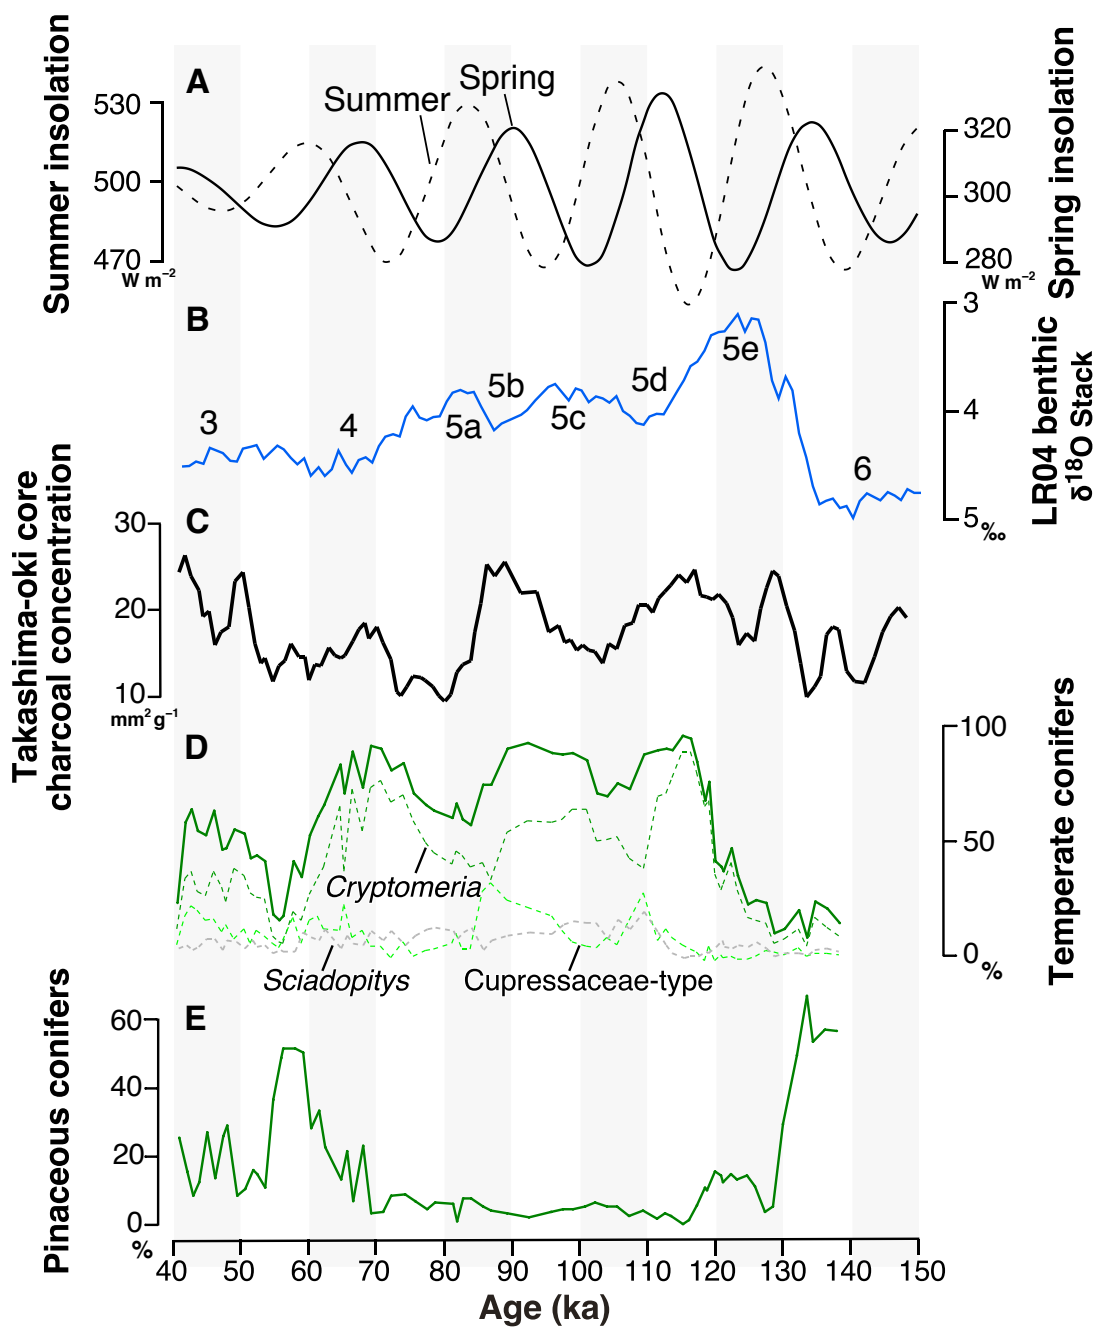 A
Summer
Spring
530
500
470
W m⁻²
Summer insolation
320
300
280
W m⁻²
Spring insolation
B
3
4
5a
5b
5c
5d
5e
6
3
4
5
‰
LR04 benthic
δ¹⁸O Stack
C
30
20
10
mm² g⁻¹
Takashima-oki core
charcoal concentration
D
Cryptomeria
Sciadopitys
Cupressaceae-type
100
50
0
%
Temperate conifers
E
60
40
20
0
%
Pinaceous conifers
40 50 60 70 80 90 100 110 120 130 140 150
Age (ka)